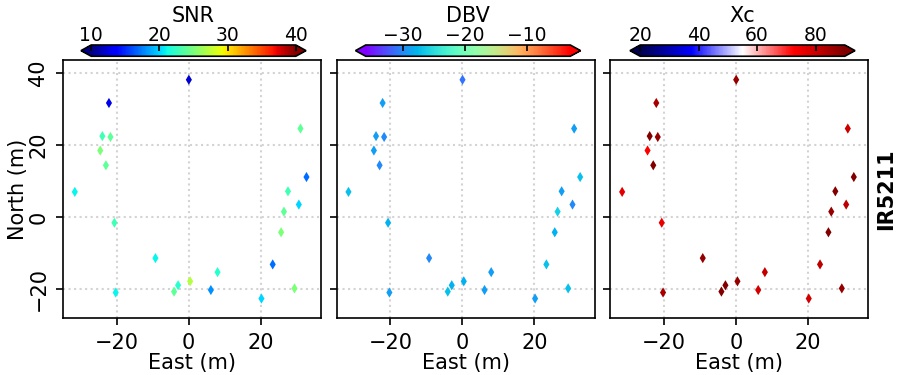 SNR DBV Xc
10 20 30 40 −30 −20 −10 20 40 60 80
40
20
0
−20
North (m)
IR5211
−20 0 20 −20 0 20 −20 0 20
East (m) East (m) East (m)